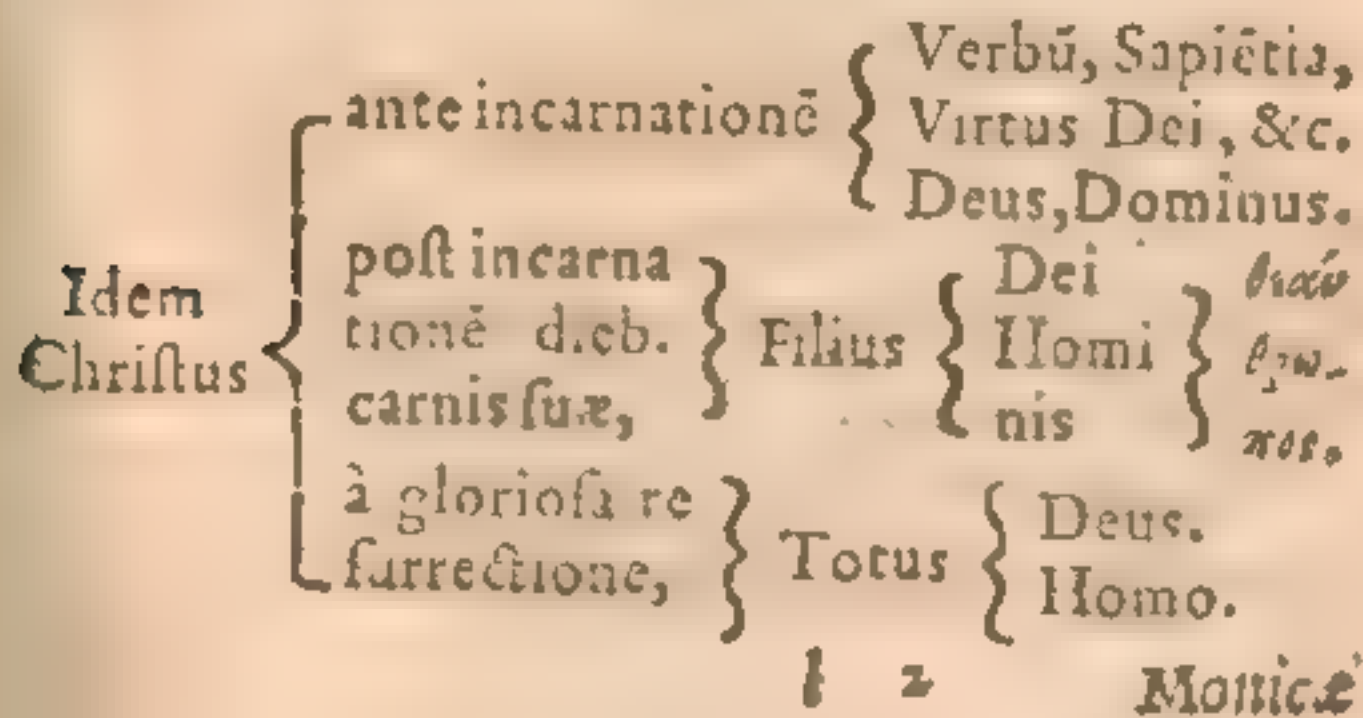 Idem
Chriſtus
ante incarnationē
Verbū, Sapiētia,
Virtus Dei, &c.
Deus, Dominus.
poſt incarna
tionē d.eb.
carnis ſuæ,
Filius
Dei
Homi
nis
à glorioſa re
ſurrectione,
Totus
Deus.
Homo.
2